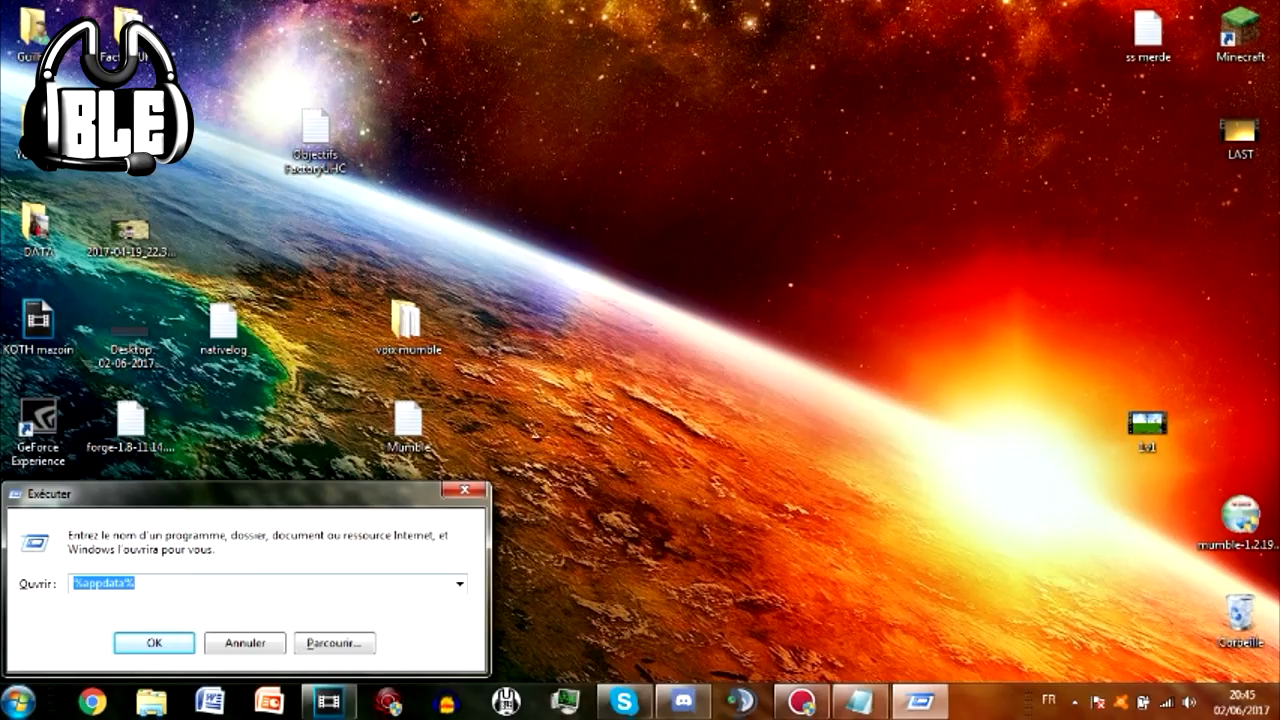 BLE
Objectifs
FactoryUHC
ss merde
Minecraft
LAST
DATA
2017-04-19_22.3...
KOTH mazoin
Desktop
02-06-2017...
nativelog
voix mumble
GeForce
Experience
forge-1.8-11.14....
Mumble
1v1
mumble-1.2.19...
Corbeille
Exécuter
Entrez le nom d'un programme, dossier, document ou ressource Internet, et
Windows l'ouvrira pour vous.
Ouvrir :
%appdata%
OK
Annuler
Parcourir...
FR
20:45
02/06/2017